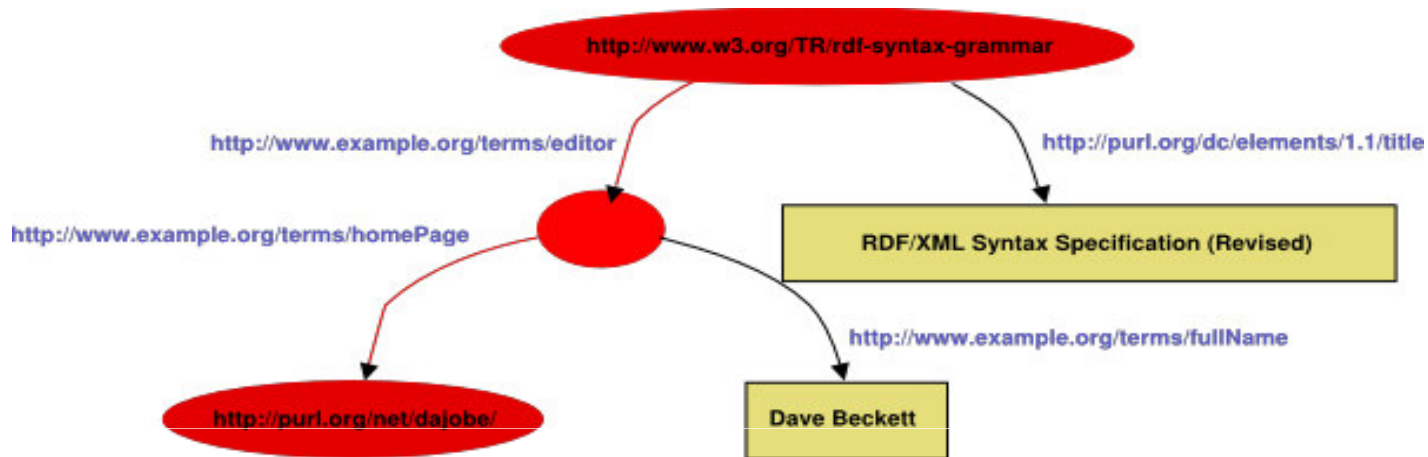 http://www.w3.org/TR/rdf-syntax-grammar
http://www.example.org/terms/editor
http://purl.org/dc/elements/1.1/title
http://www.example.org/terms/homePage
RDF/XML Syntax Specification (Revised)
http://www.example.org/terms/fullName
http://purl.org/net/dajobe/
Dave Beckett